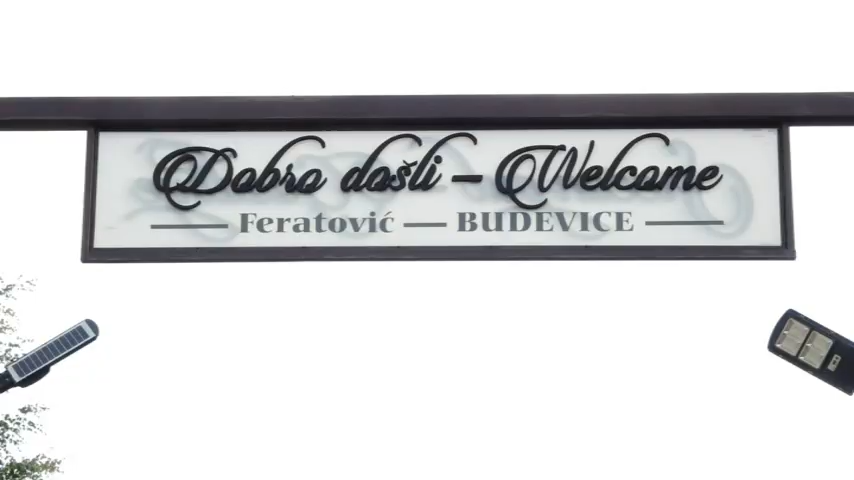 Dobro došli – Welcome
— Feratović — BUDEVICE —